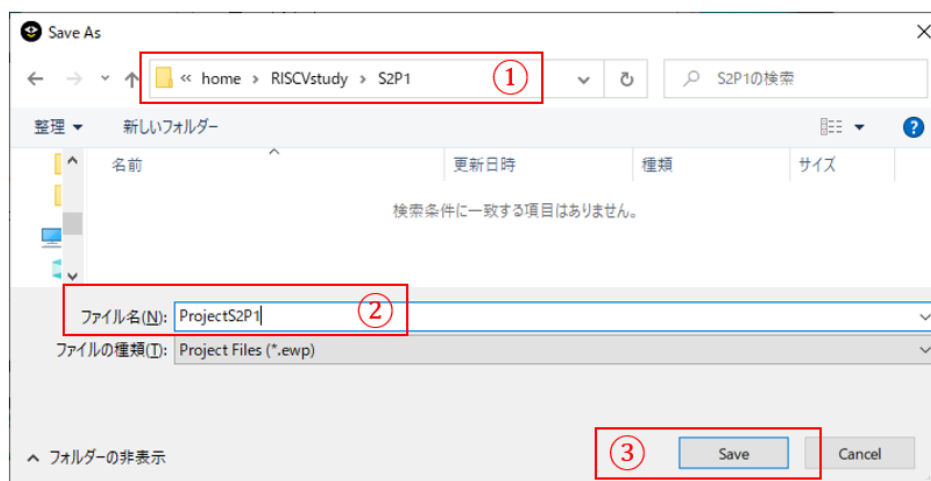 Save As
« home › RISCVstudy › S2P1 ① S2P1の検索
整理 新しいフォルダー
名前 更新日時 種類 サイズ
検索条件に一致する項目はありません。
ファイル名(N): ProjectS2P1 ②
ファイルの種類(T): Project Files (*.ewp)
フォルダーの非表示 ③ Save Cancel